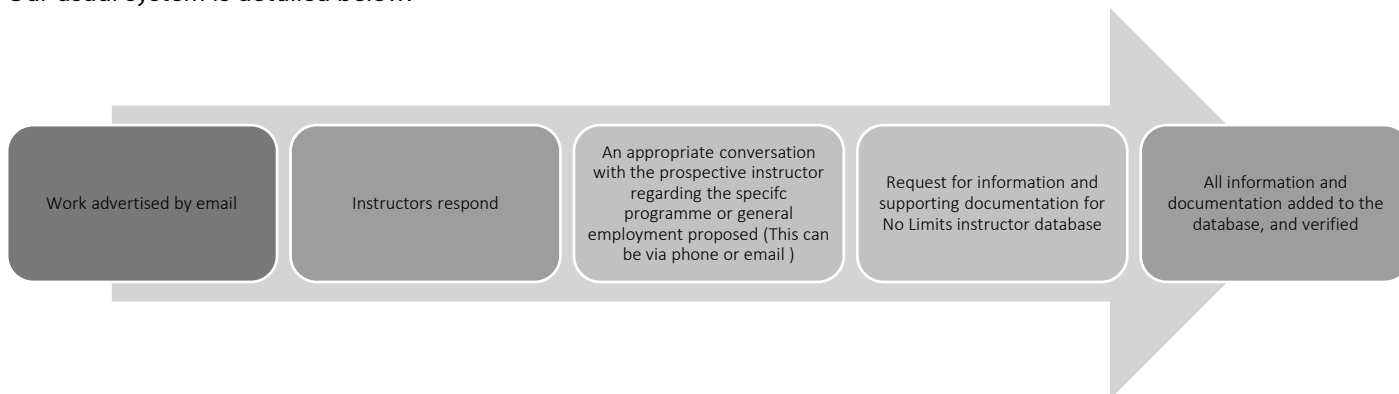 Our usual system is detailed below:
Work advertised by email
Instructors respond
An appropriate conversation
with the prospective instructor
regarding the specifc
programme or general
employment proposed (This can
be via phone or email )
Request for information and
supporting documentation for
No Limits instructor database
All information and
documentation added to the
database, and verified